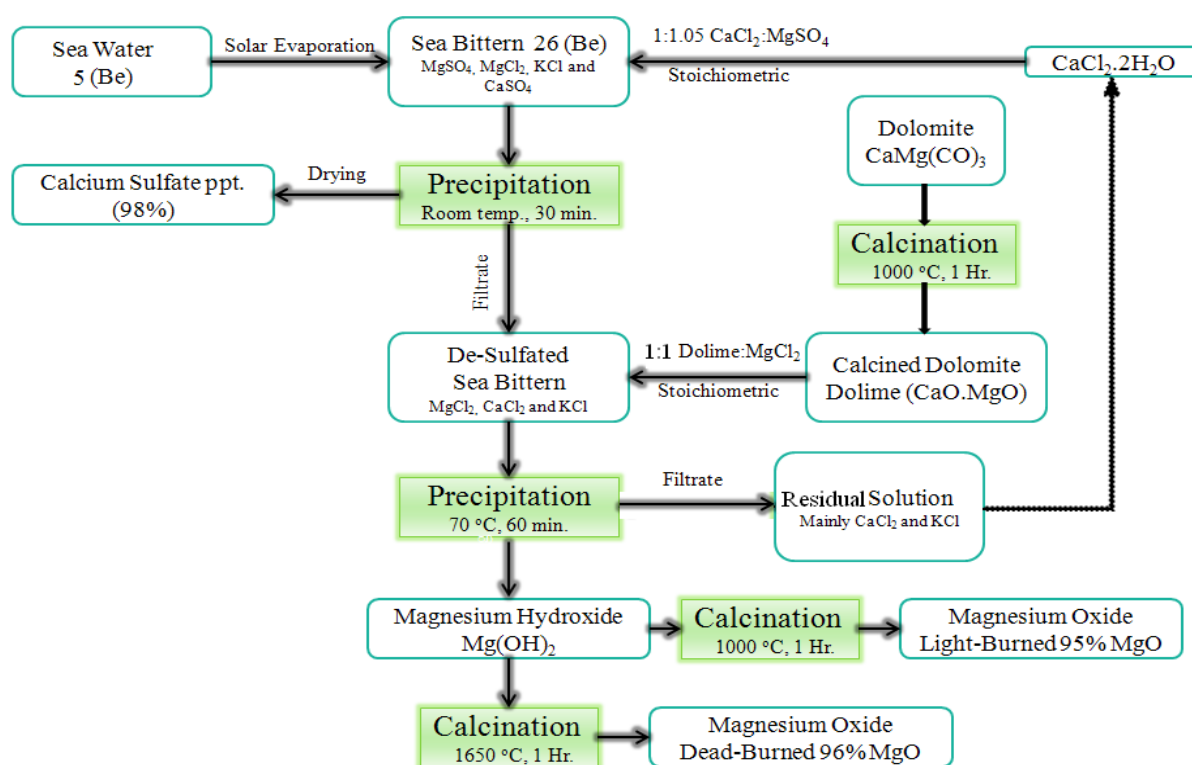 Sea Water
5 (Be)
Solar Evaporation
Sea Bittern 26 (Be)
MgSO₄, MgCl₂, KCl and
CaSO₄
1:1.05 CaCl₂:MgSO₄
Stoichiometric
CaCl₂.2H₂O
Dolomite
CaMg(CO)₃
Calcium Sulfate ppt.
(98%)
Drying
Precipitation
Room temp., 30 min.
Calcination
1000 °C, 1 Hr.
Filtrate
De-Sulfated
Sea Bittern
MgCl₂, CaCl₂ and KCl
1:1 Dolime:MgCl₂
Stoichiometric
Calcined Dolomite
Dolime (CaO.MgO)
Precipitation
70 °C, 60 min.
Filtrate
Residual Solution
Mainly CaCl₂ and KCl
Magnesium Hydroxide
Mg(OH)₂
Calcination
1000 °C, 1 Hr.
Magnesium Oxide
Light-Burned 95% MgO
Calcination
1650 °C, 1 Hr.
Magnesium Oxide
Dead-Burned 96% MgO